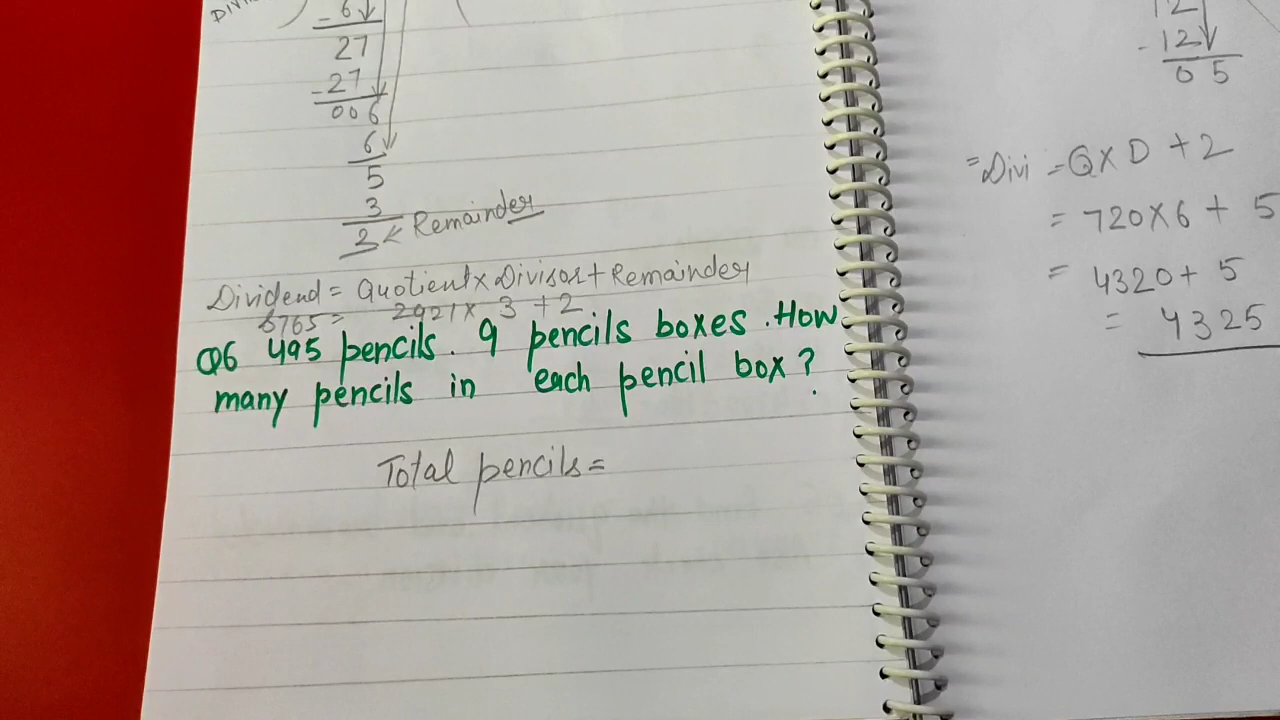 - 6
27
- 27
006
6
5
3
2 < Remainder
Dividend = Quotient x Divisor + Remainder
8765 = 2921 x 3 + 2
Q6 495 pencils. 9 pencils boxes. How
many pencils in each pencil box?
Total pencils =
12
- 12
05
= Divi = Q X D + 2
= 720 X 6 + 5
= 4320 + 5
= 4325